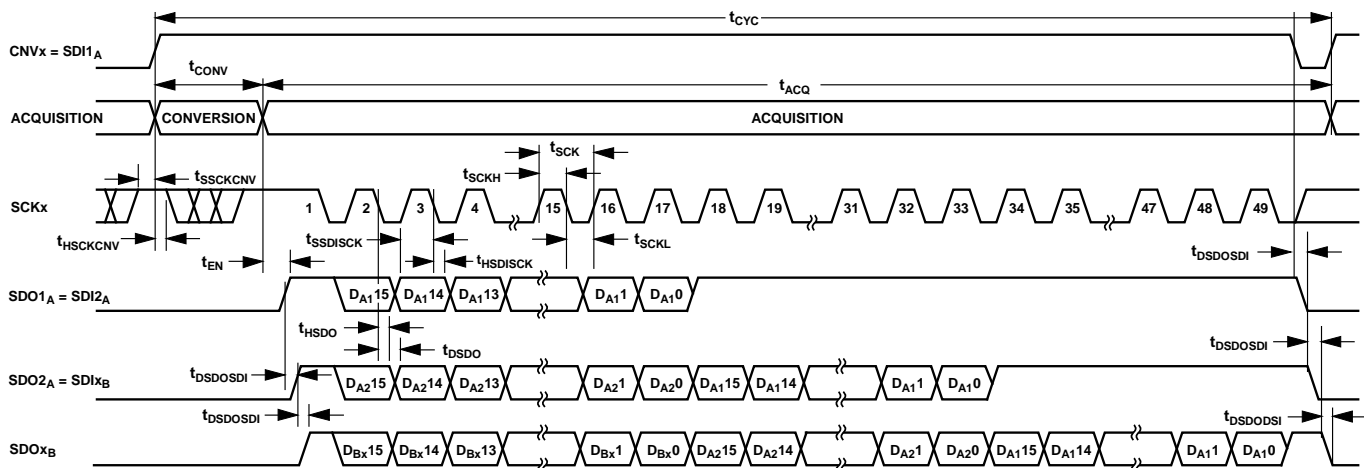 tCYC
CNVx = SDI1A
tCONV
tACQ
ACQUISITION CONVERSION ACQUISITION
tSCK
tSSCKCNV tSCKH
SCKx 1 2 3 4 15 16 17 18 19 31 32 33 34 35 47 48 49
tHSCKCNV tSSDISCK tSCKL tDSDOSDI
tEN tHSDISCK
SDO1A = SDI2A DA115 DA114 DA113 DA11 DA10
tHSDO
tDSDO tDSDOSDI
tDSDOSDI
SDO2A = SDIxB DA215 DA214 DA213 DA21 DA20 DA115 DA114 DA11 DA10
tDSDOSDI tDSDODSI
SDOxB DBx15 DBx14 DBx13 DBx1 DBx0 DA215 DA214 DA21 DA20 DA115 DA114 DA11 DA10